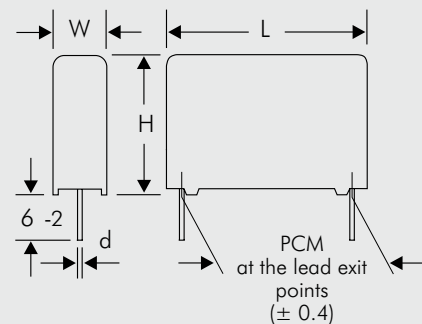 W
L
H
6 -2
d
PCM
at the lead exit
points
(± 0.4)